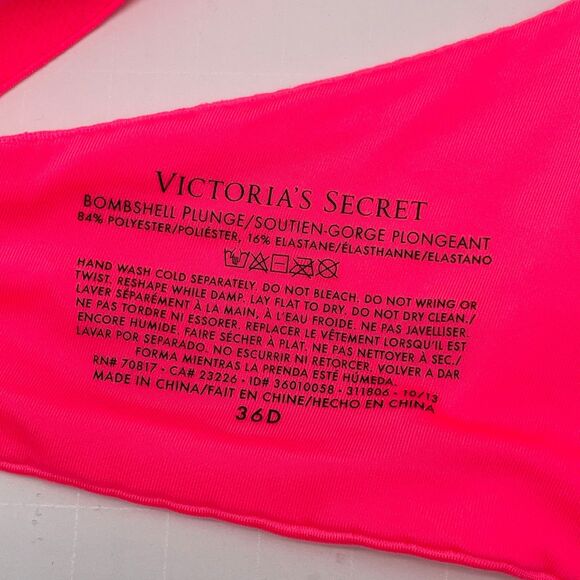 VICTORIA'S SECRET
BOMBSHELL PLUNGE/SOUTIEN-GORGE PLONGEANT
84% POLYESTER/POLIÉSTER, 16% ELASTANE/ÉLASTHANNE/ELASTANO
HAND WASH COLD SEPARATELY. DO NOT BLEACH. DO NOT WRING OR
TWIST. RESHAPE WHILE DAMP. LAY FLAT TO DRY. DO NOT DRY CLEAN./
LAVER SÉPARÉMENT À LA MAIN, À L'EAU FROIDE. NE PAS JAVELLISER.
NE PAS TORDRE NI ESSORER. REPLACER LE VÊTEMENT LORSQU'IL EST
ENCORE HUMIDE. FAIRE SÉCHER À PLAT. NE PAS NETTOYER À SEC./
LAVAR POR SEPARADO. NO ESCURRIR NI RETORCER. VOLVER A DAR
FORMA MIENTRAS LA PRENDA ESTÉ HÚMEDA.
RN# 70817 • CA# 23226 • ID# 36010058 • 311806 • 10/13
MADE IN CHINA/FAIT EN CHINE/HECHO EN CHINA
36D